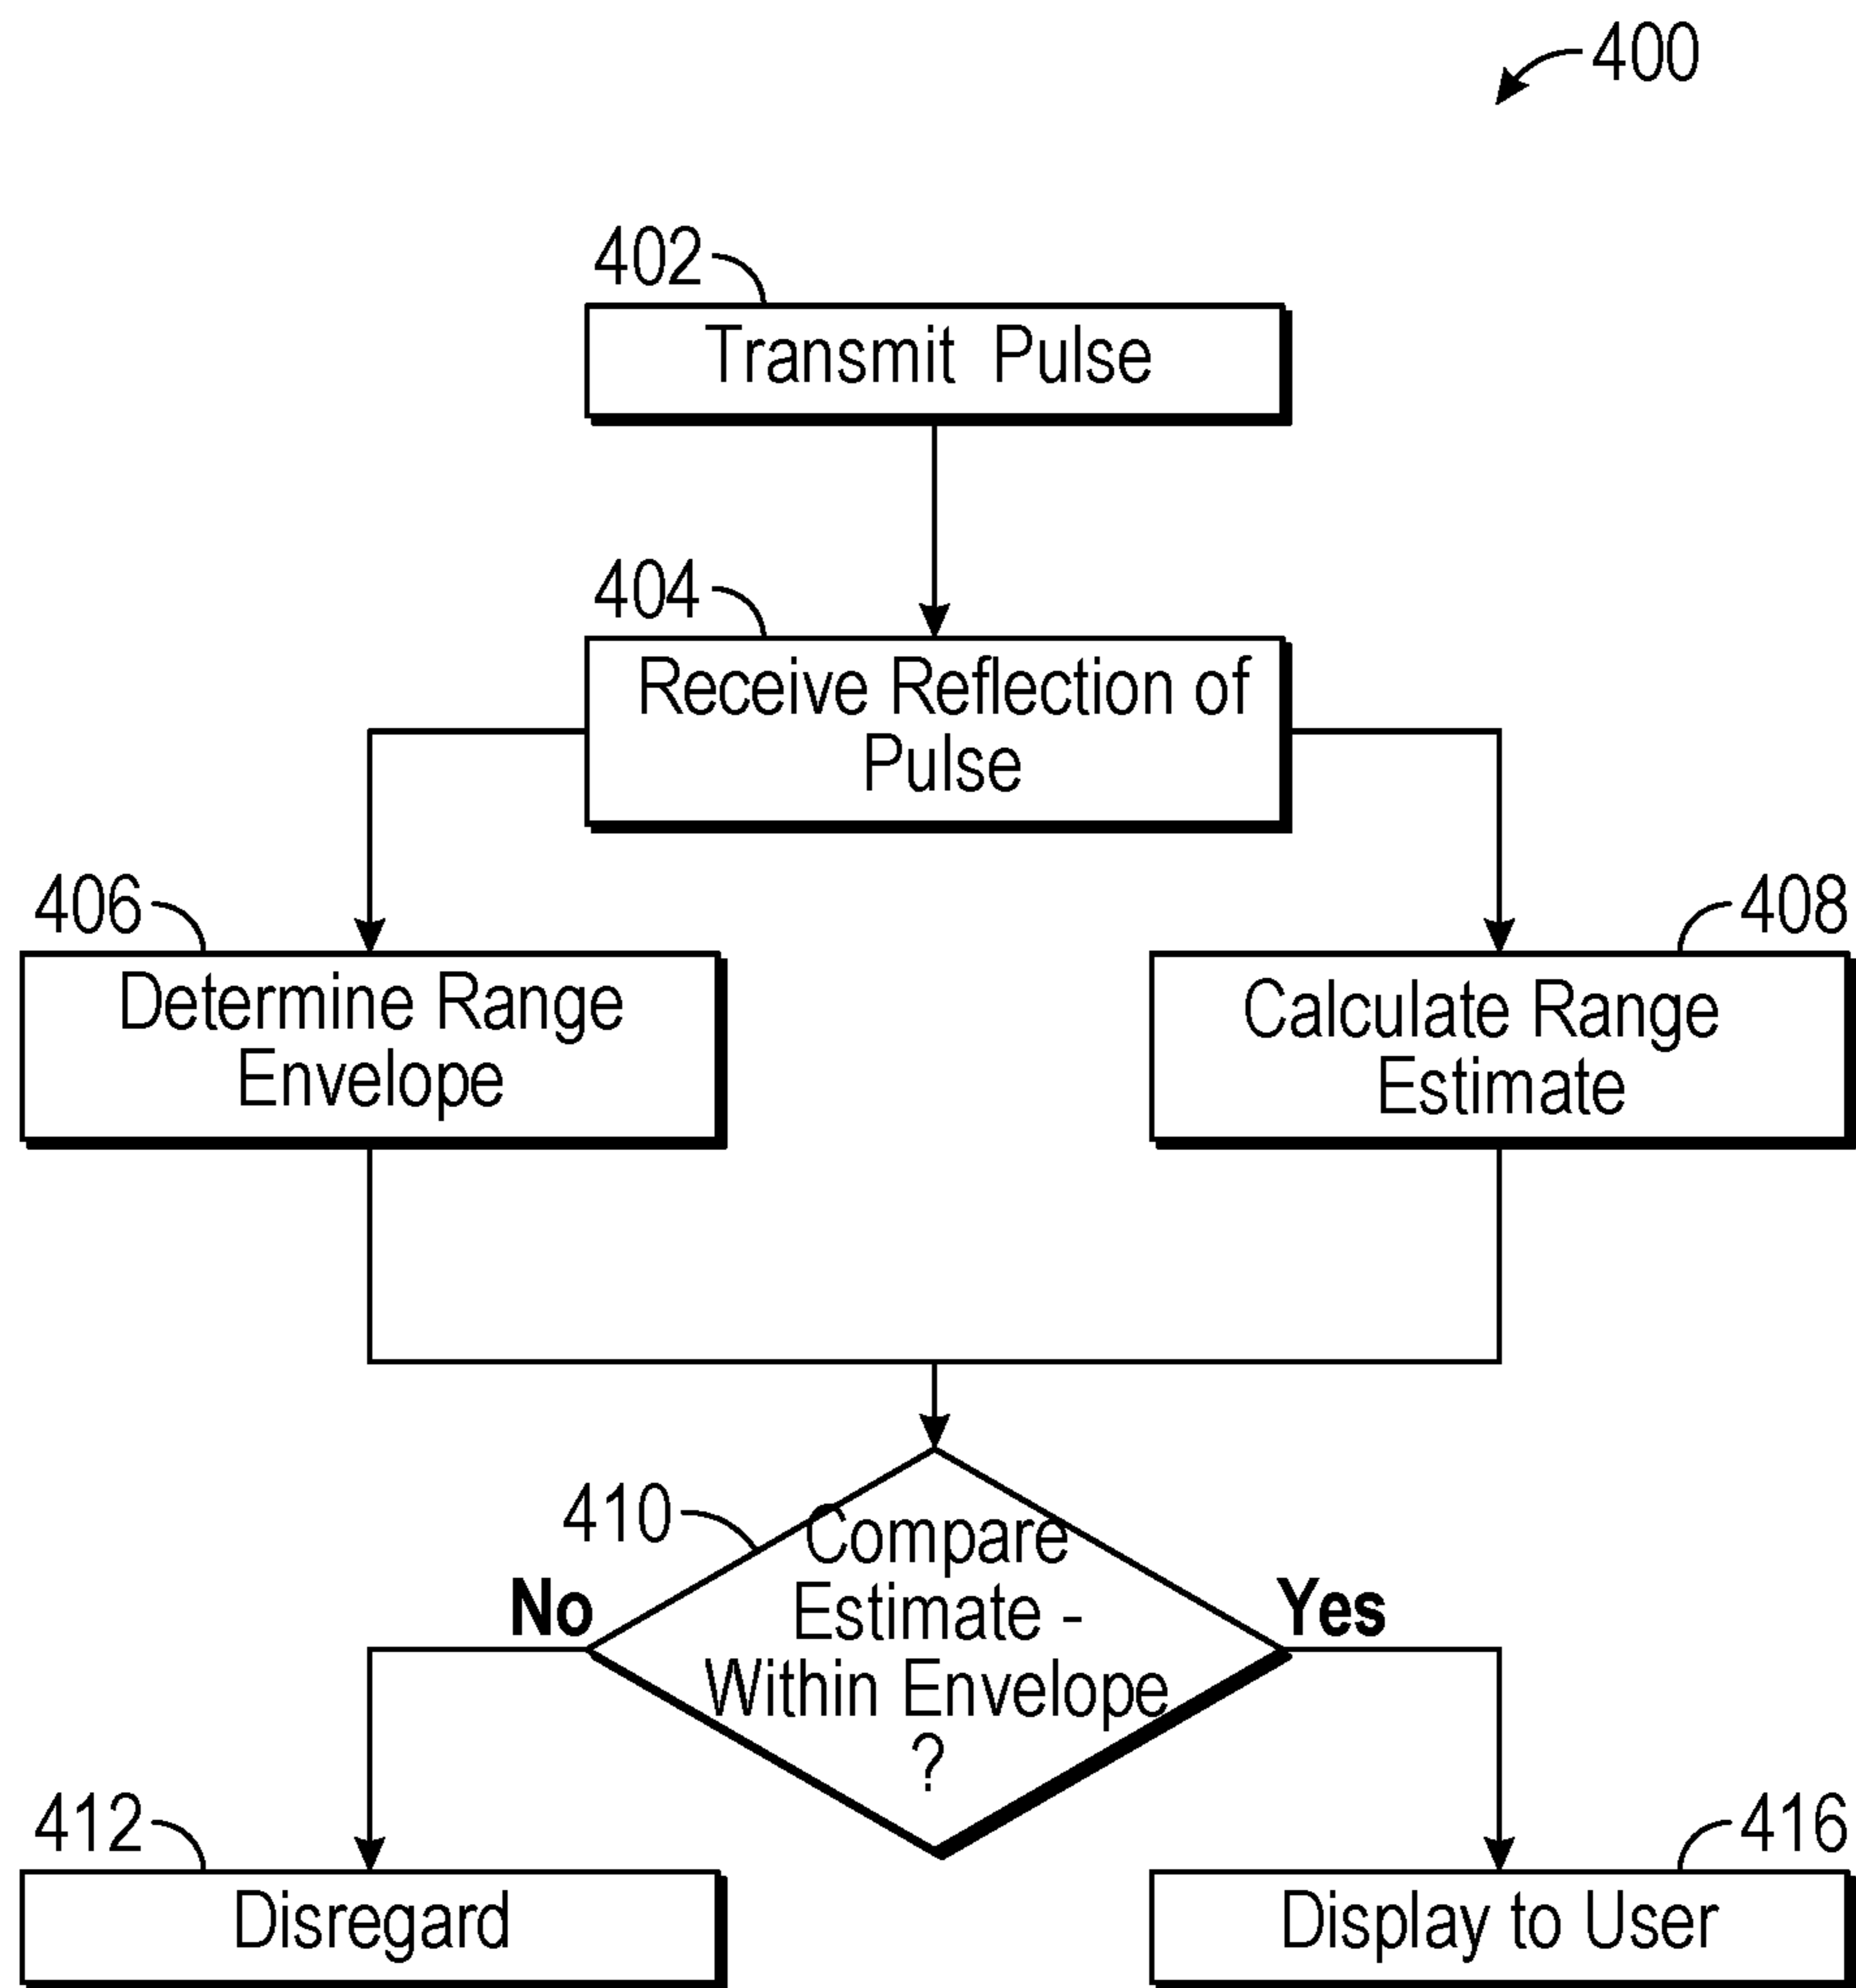 400
402
Transmit Pulse
404
Receive Reflection of
Pulse
406
Determine Range
Envelope
408
Calculate Range
Estimate
410
Compare
Estimate -
Within Envelope
?
No
Yes
412
Disregard
416
Display to User